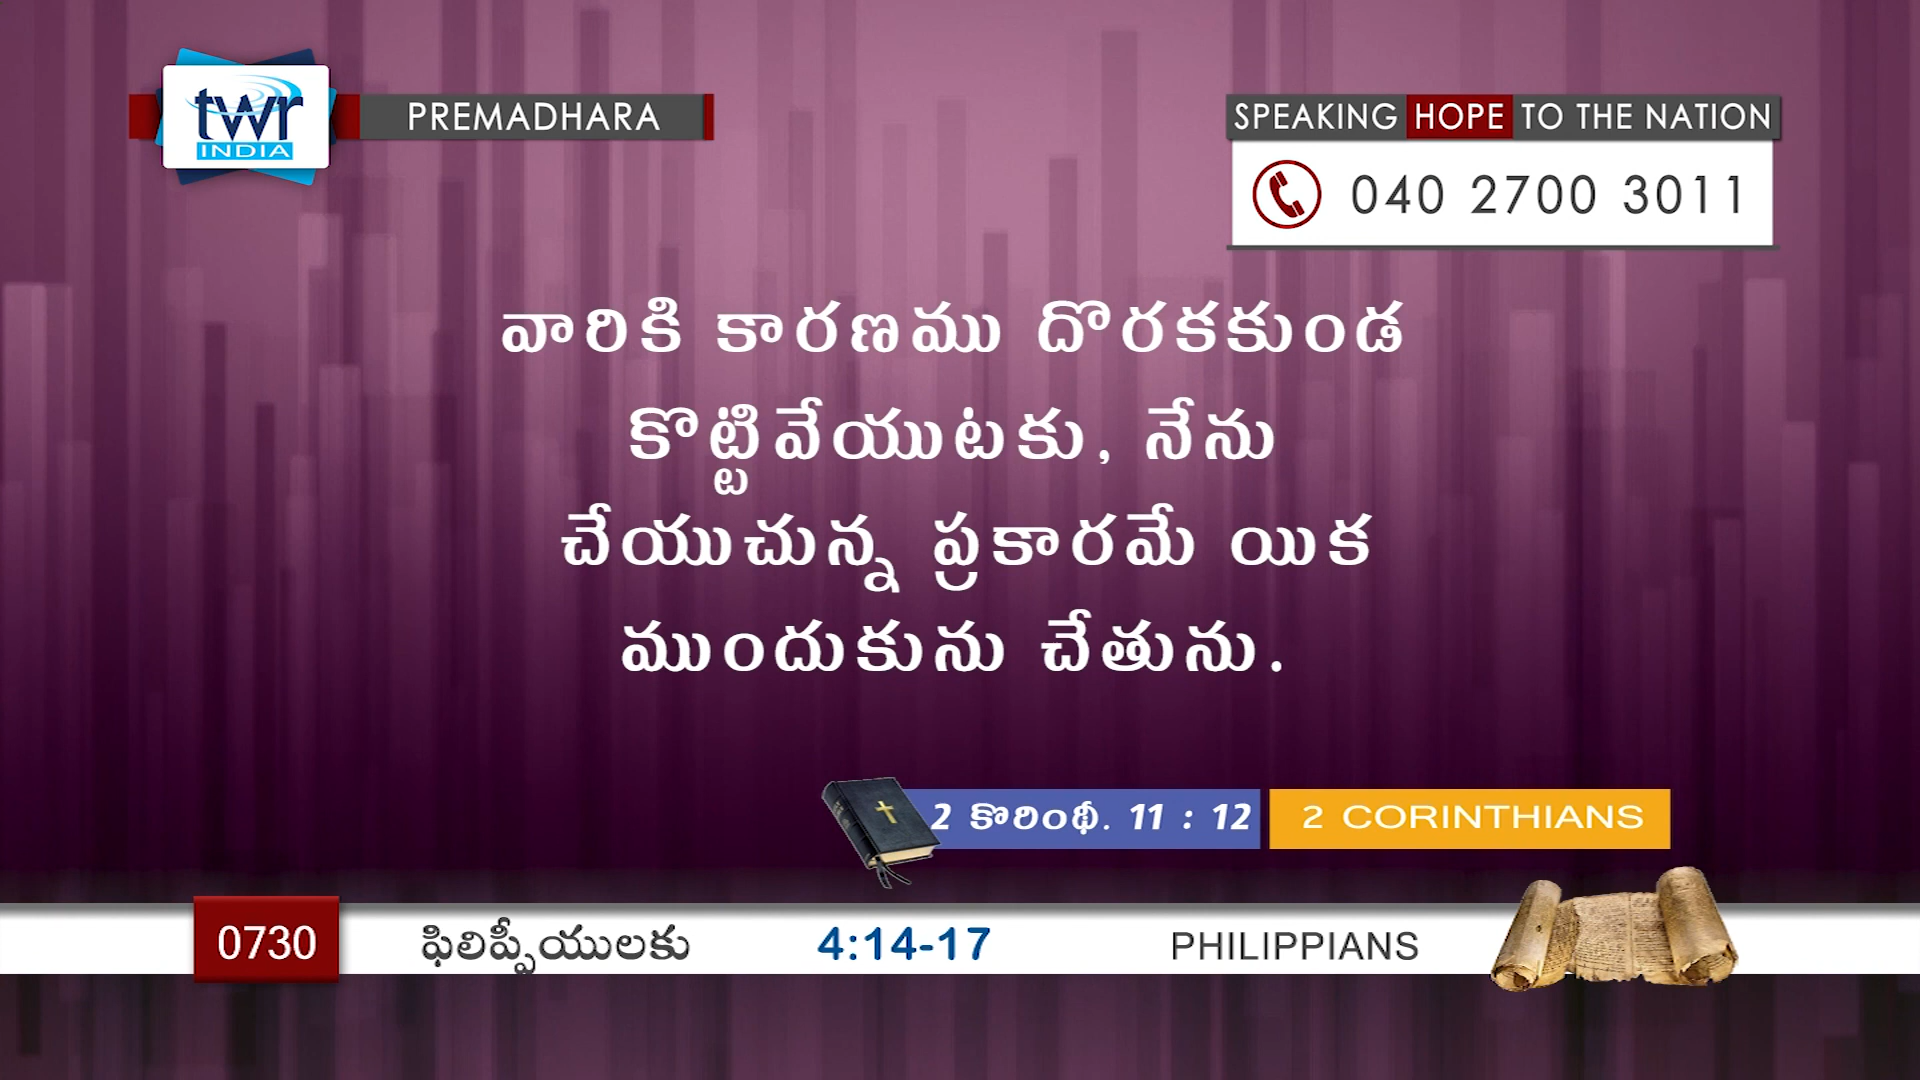 twr
INDIA
PREMADHARA
SPEAKING HOPE TO THE NATION
040 2700 3011
వారికి కారణము దొరకకుండ
కొట్టివేయుటకు, నేను
చేయుచున్న ప్రకారమే యిక
ముందుకును చేతును.
2 కొరింథీ. 11 : 12
2 CORINTHIANS
0730
ఫిలిప్పీయులకు
4:14-17
PHILIPPIANS